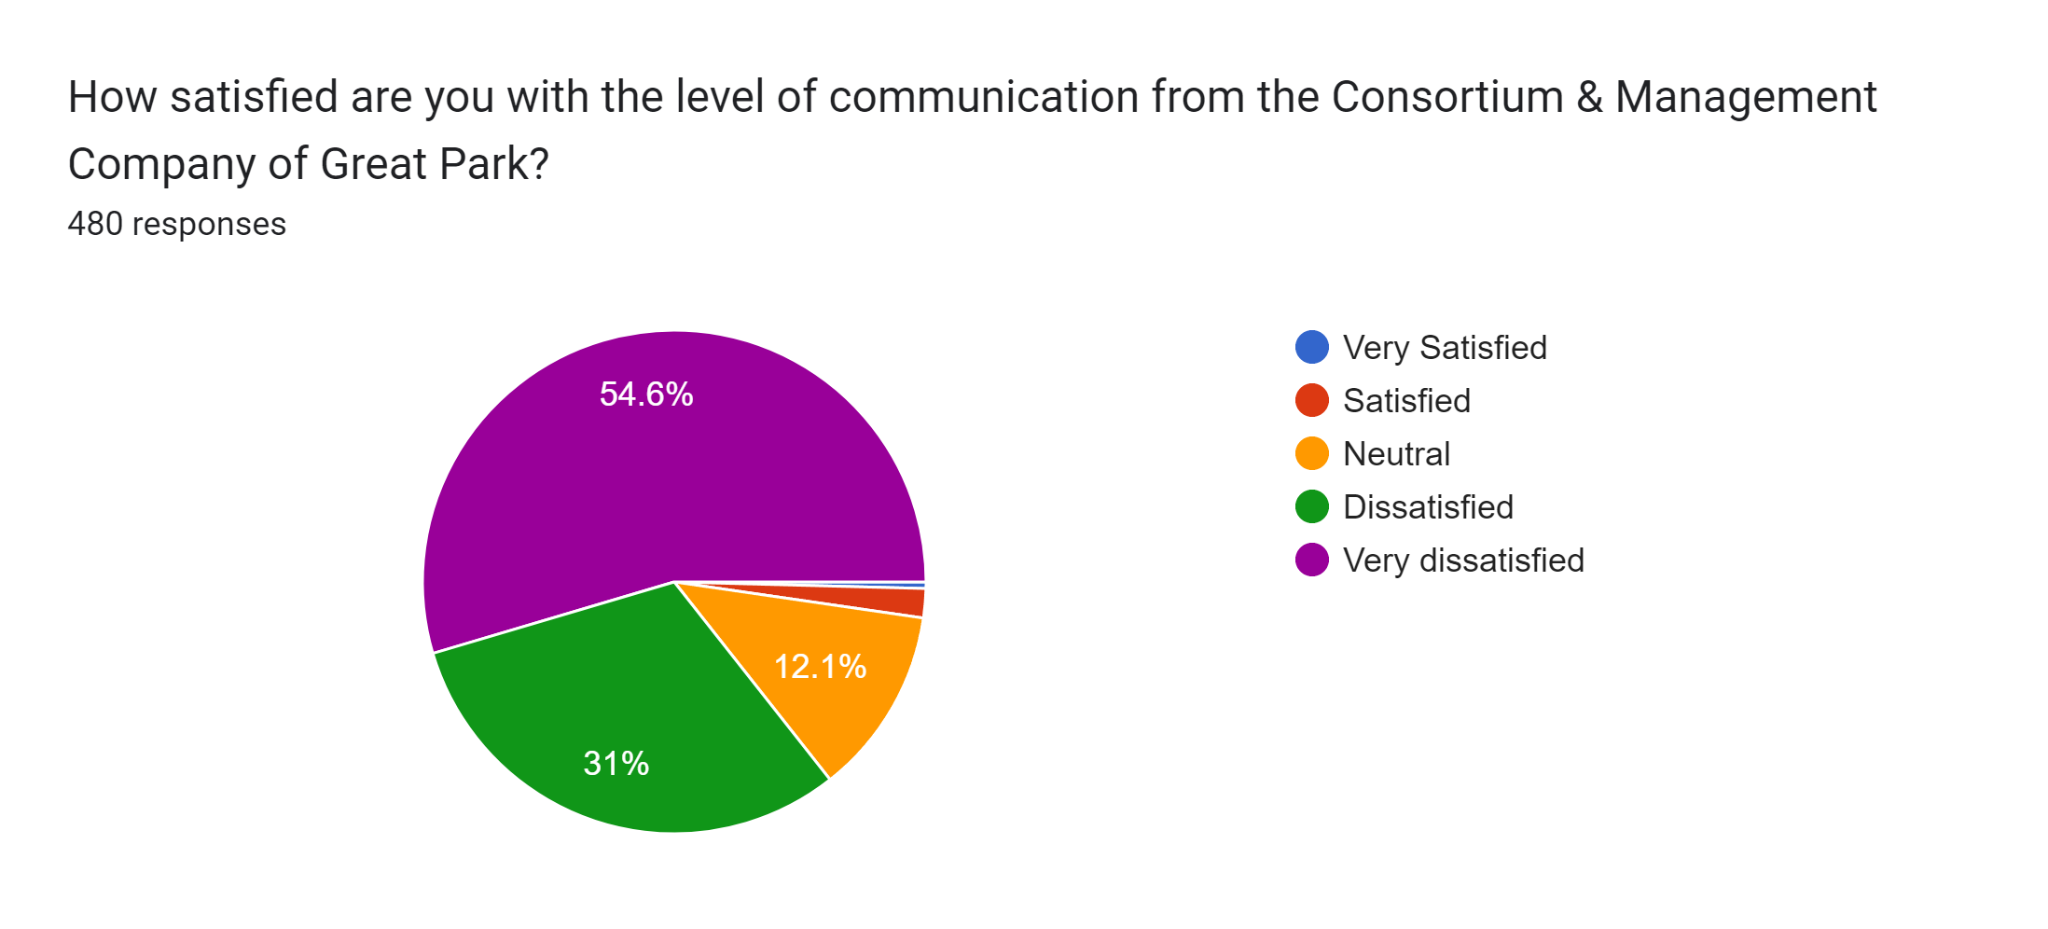 How satisfied are you with the level of communication from the Consortium & Management
Company of Great Park?
480 responses
54.6%
12.1%
31%
Very Satisfied
Satisfied
Neutral
Dissatisfied
Very dissatisfied